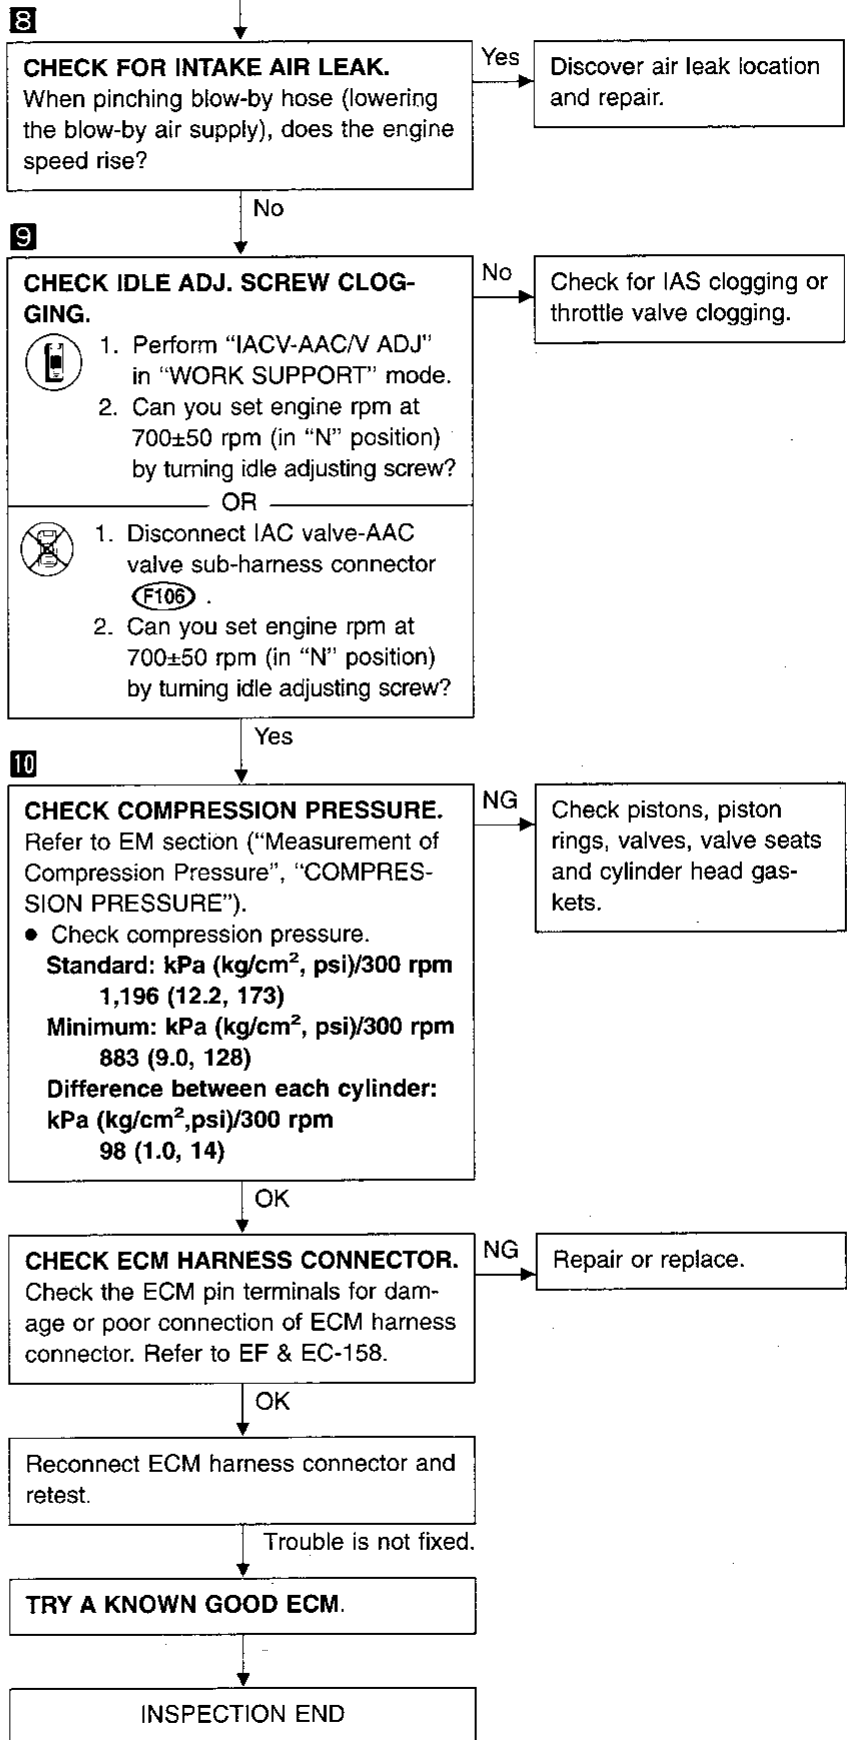 8
CHECK FOR INTAKE AIR LEAK.
When pinching blow-by hose (lowering
the blow-by air supply), does the engine
speed rise?
Yes
Discover air leak location
and repair.
No
9
CHECK IDLE ADJ. SCREW CLOG-
GING.
1. Perform “IACV-AAC/V ADJ”
in “WORK SUPPORT” mode.
2. Can you set engine rpm at
700±50 rpm (in “N” position)
by turning idle adjusting screw?
OR
1. Disconnect IAC valve-AAC
valve sub-harness connector
F106 .
2. Can you set engine rpm at
700±50 rpm (in “N” position)
by turning idle adjusting screw?
No
Check for IAS clogging or
throttle valve clogging.
Yes
10
CHECK COMPRESSION PRESSURE.
Refer to EM section (“Measurement of
Compression Pressure”, “COMPRES-
SION PRESSURE”).
● Check compression pressure.
Standard: kPa (kg/cm², psi)/300 rpm
1,196 (12.2, 173)
Minimum: kPa (kg/cm², psi)/300 rpm
883 (9.0, 128)
Difference between each cylinder:
kPa (kg/cm²,psi)/300 rpm
98 (1.0, 14)
NG
Check pistons, piston
rings, valves, valve seats
and cylinder head gas-
kets.
OK
CHECK ECM HARNESS CONNECTOR.
Check the ECM pin terminals for dam-
age or poor connection of ECM harness
connector. Refer to EF & EC-158.
NG
Repair or replace.
OK
Reconnect ECM harness connector and
retest.
Trouble is not fixed.
TRY A KNOWN GOOD ECM.
INSPECTION END